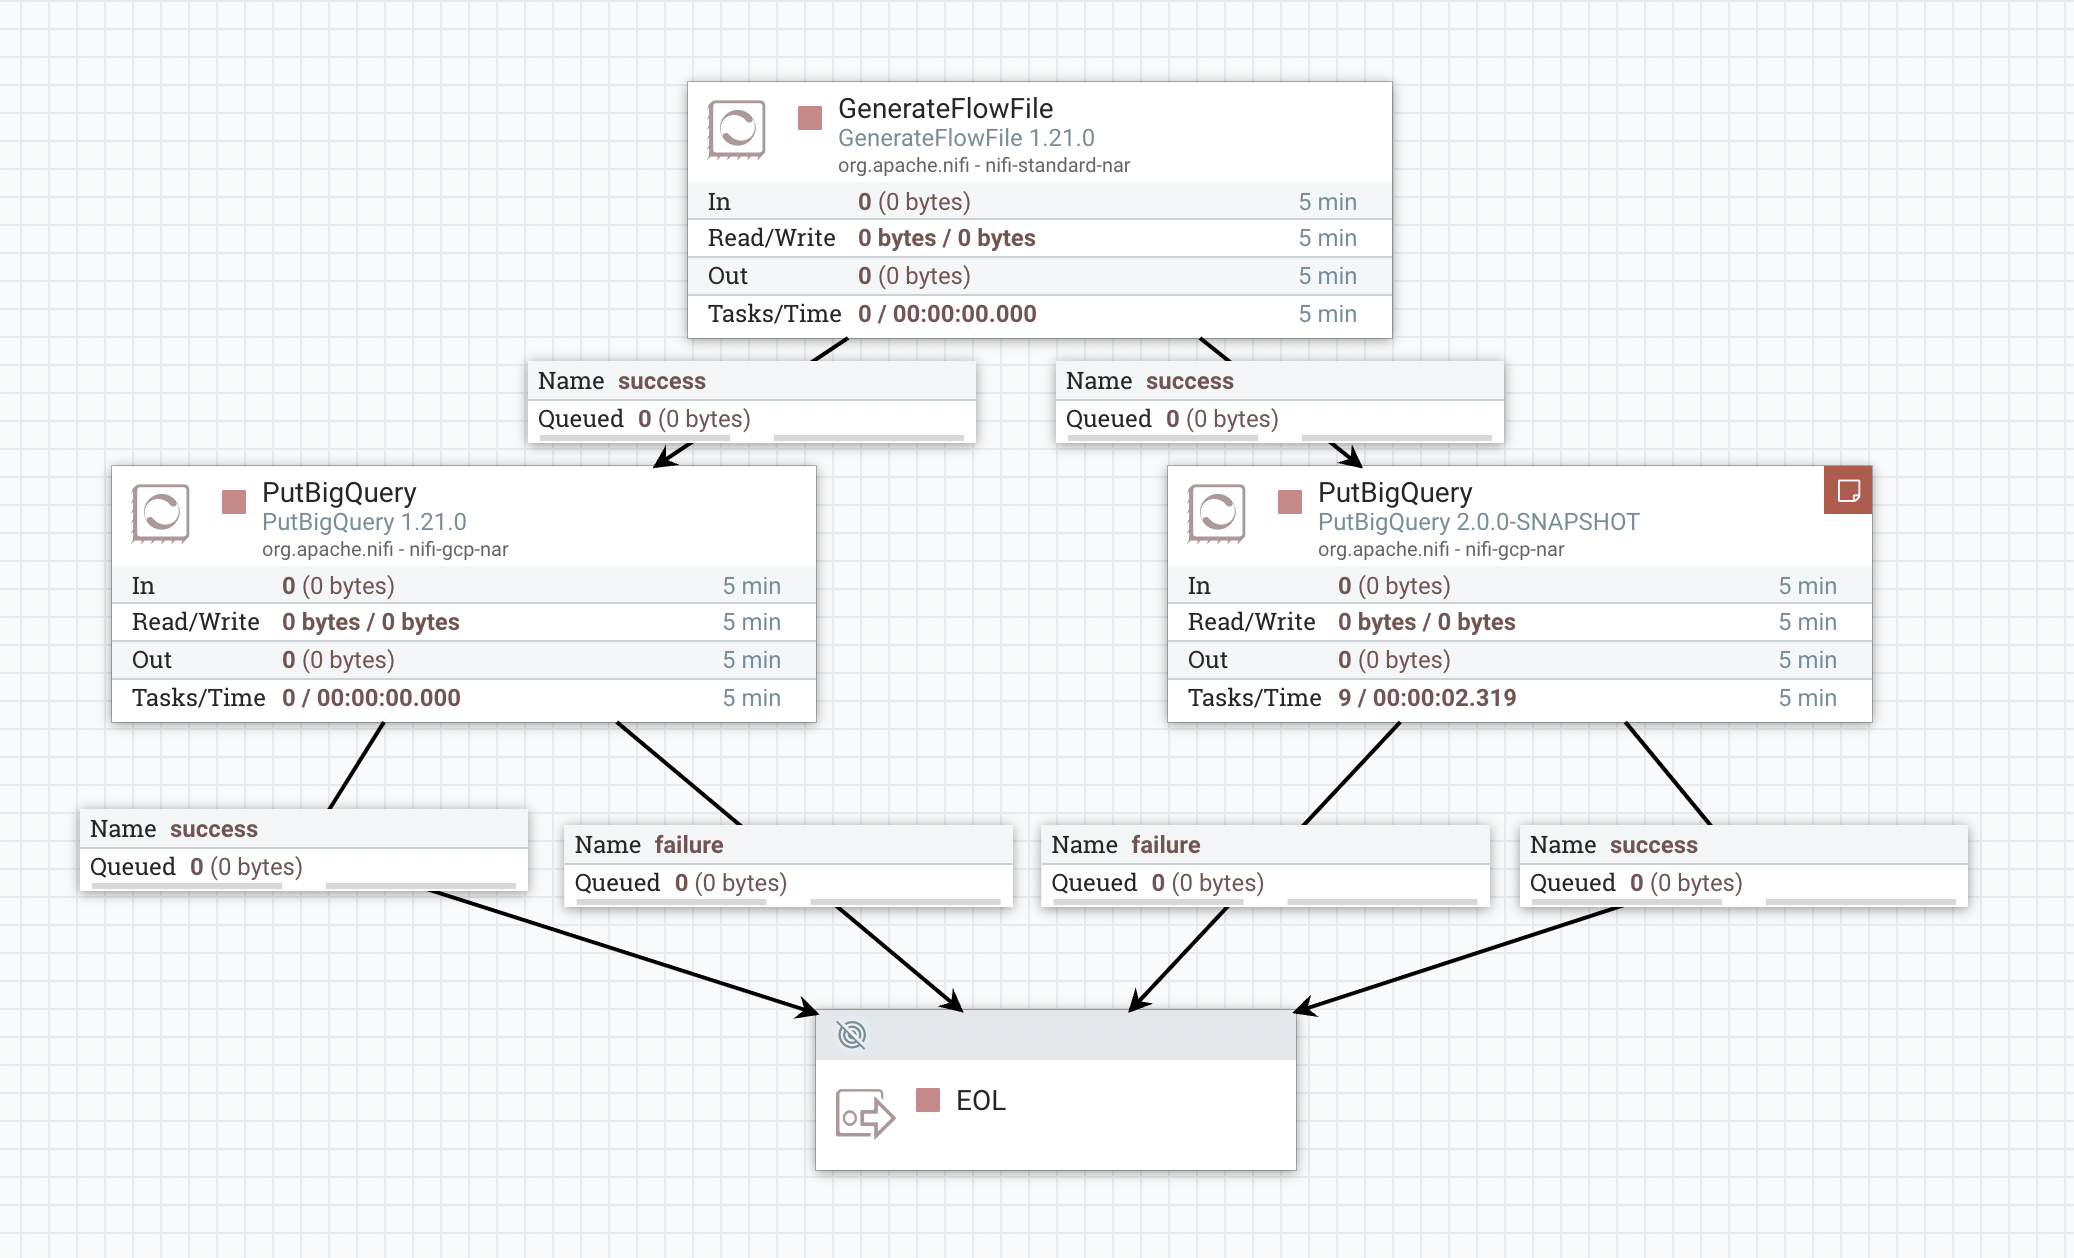 GenerateFlowFile
GenerateFlowFile 1.21.0
org.apache.nifi - nifi-standard-nar
In 0 (0 bytes) 5 min
Read/Write 0 bytes / 0 bytes 5 min
Out 0 (0 bytes) 5 min
Tasks/Time 0 / 00:00:00.000 5 min
Name success
Queued 0 (0 bytes)
Name success
Queued 0 (0 bytes)
PutBigQuery
PutBigQuery 1.21.0
org.apache.nifi - nifi-gcp-nar
In 0 (0 bytes) 5 min
Read/Write 0 bytes / 0 bytes 5 min
Out 0 (0 bytes) 5 min
Tasks/Time 0 / 00:00:00.000 5 min
PutBigQuery
PutBigQuery 2.0.0-SNAPSHOT
org.apache.nifi - nifi-gcp-nar
In 0 (0 bytes) 5 min
Read/Write 0 bytes / 0 bytes 5 min
Out 0 (0 bytes) 5 min
Tasks/Time 9 / 00:00:02.319 5 min
Name success
Queued 0 (0 bytes)
Name failure
Queued 0 (0 bytes)
Name failure
Queued 0 (0 bytes)
Name success
Queued 0 (0 bytes)
EOL